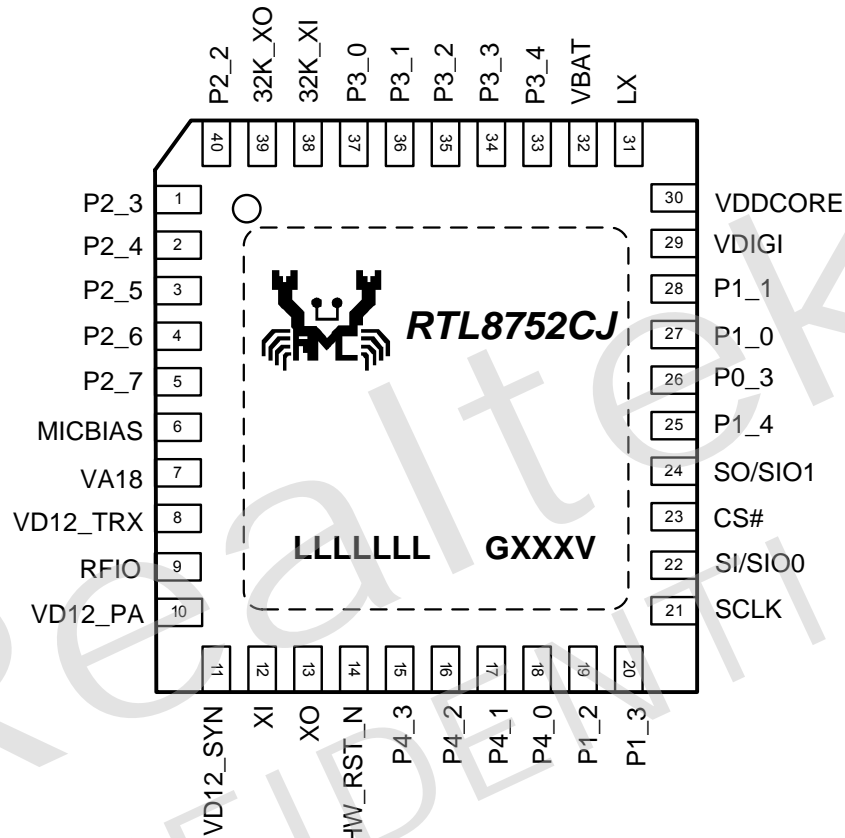 P2_2
32K_XO
32K_XI
P3_0
P3_1
P3_2
P3_3
P3_4
VBAT
LX
40
39
38
37
36
35
34
33
32
31
P2_3
1
P2_4
2
P2_5
3
P2_6
4
P2_7
5
MICBIAS
6
VA18
7
VD12_TRX
8
RFIO
9
VD12_PA
10
RTL8752CJ
LLLLLLL GXXXV
30
VDDCORE
29
VDIGI
28
P1_1
27
P1_0
26
P0_3
25
P1_4
24
SO/SIO1
23
CS#
22
SI/SIO0
21
SCLK
11
12
13
14
15
16
17
18
19
20
VD12_SYN
XI
XO
HW_RST_N
P4_3
P4_2
P4_1
P4_0
P1_2
P1_3
Realtek